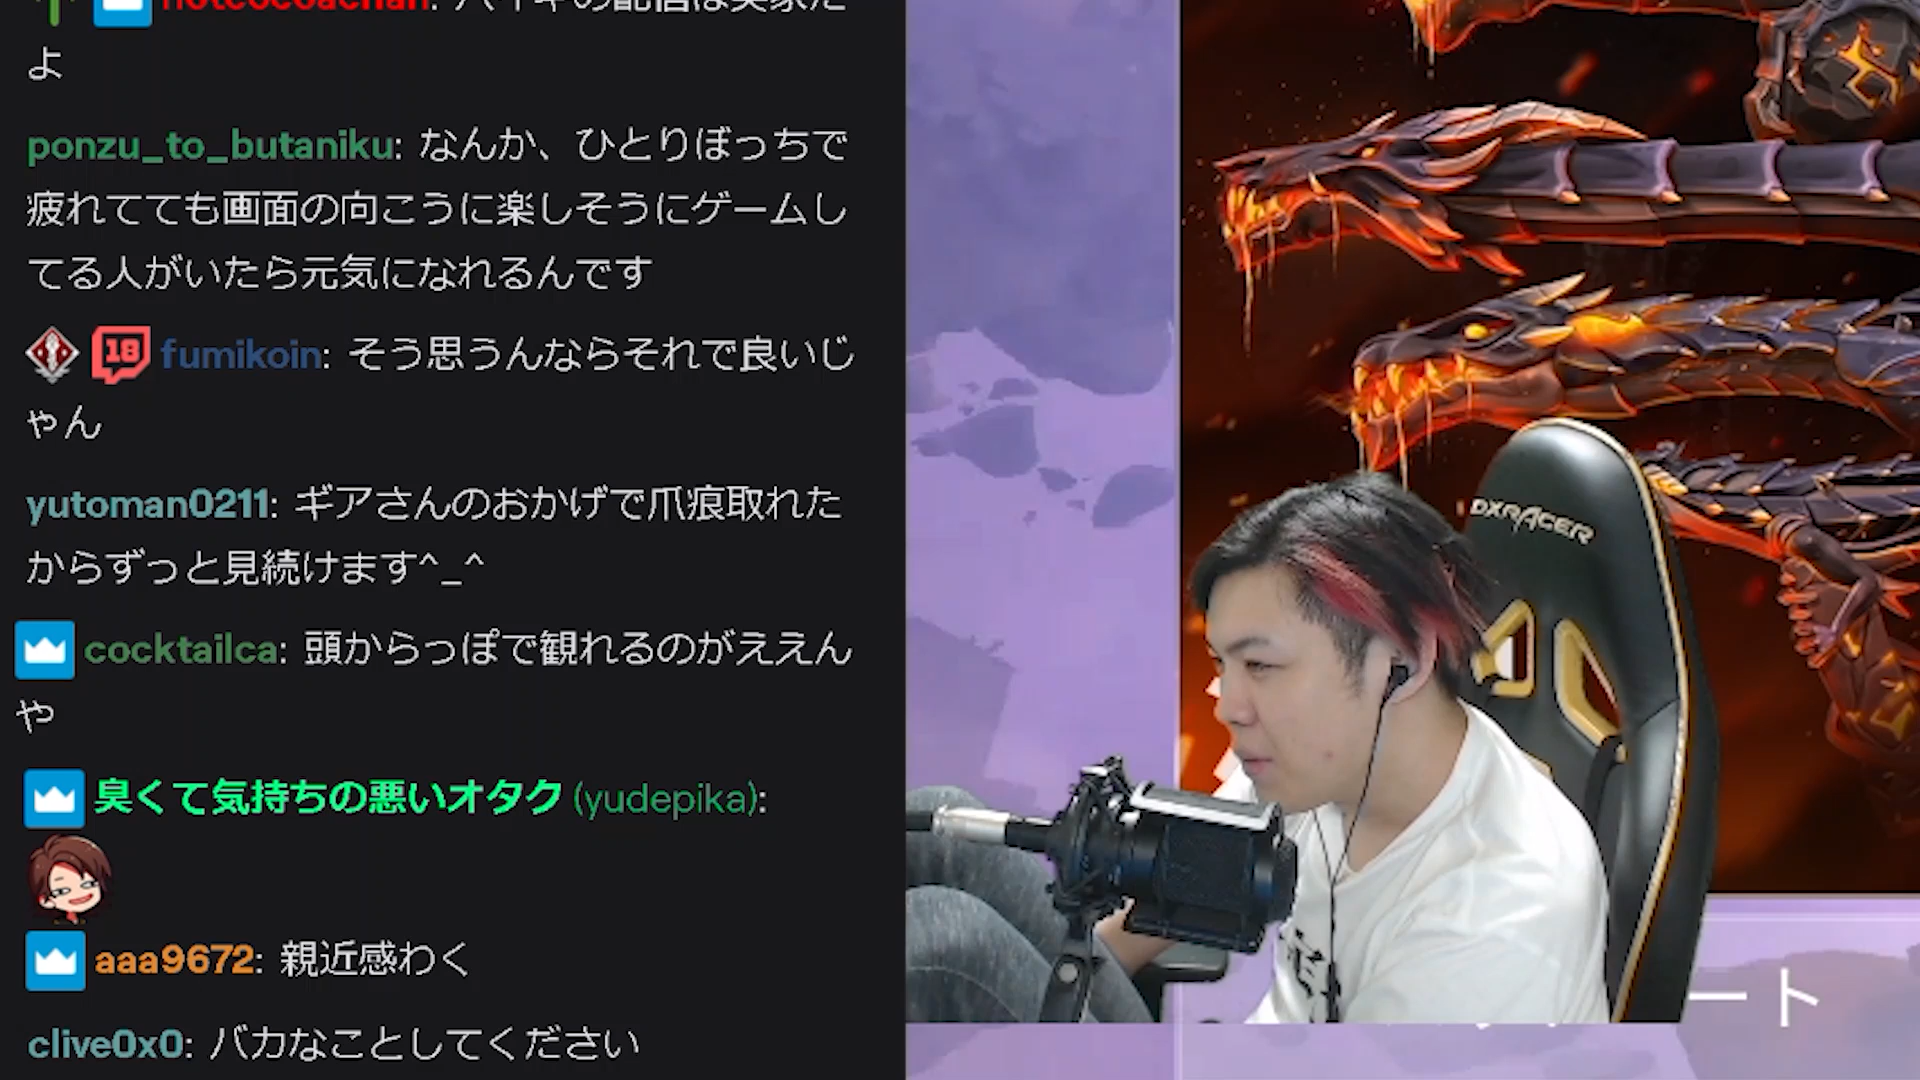 よ
ponzu_to_butaniku: なんか、ひとりぼっちで
疲れてても画面の向こうに楽しそうにゲームし
てる人がいたら元気になれるんです
18 fumikoin: そう思うんならそれで良いじ
ゃん
yutoman0211: ギアさんのおかげで爪痕取れた
からずっと見続けます^_^
cocktailca: 頭からっぽで観れるのがええん
や
臭くて気持ちの悪いオタク (yudepika):
aaa9672: 親近感わく
clive0x0: バカなことしてください
DXRACER
ート